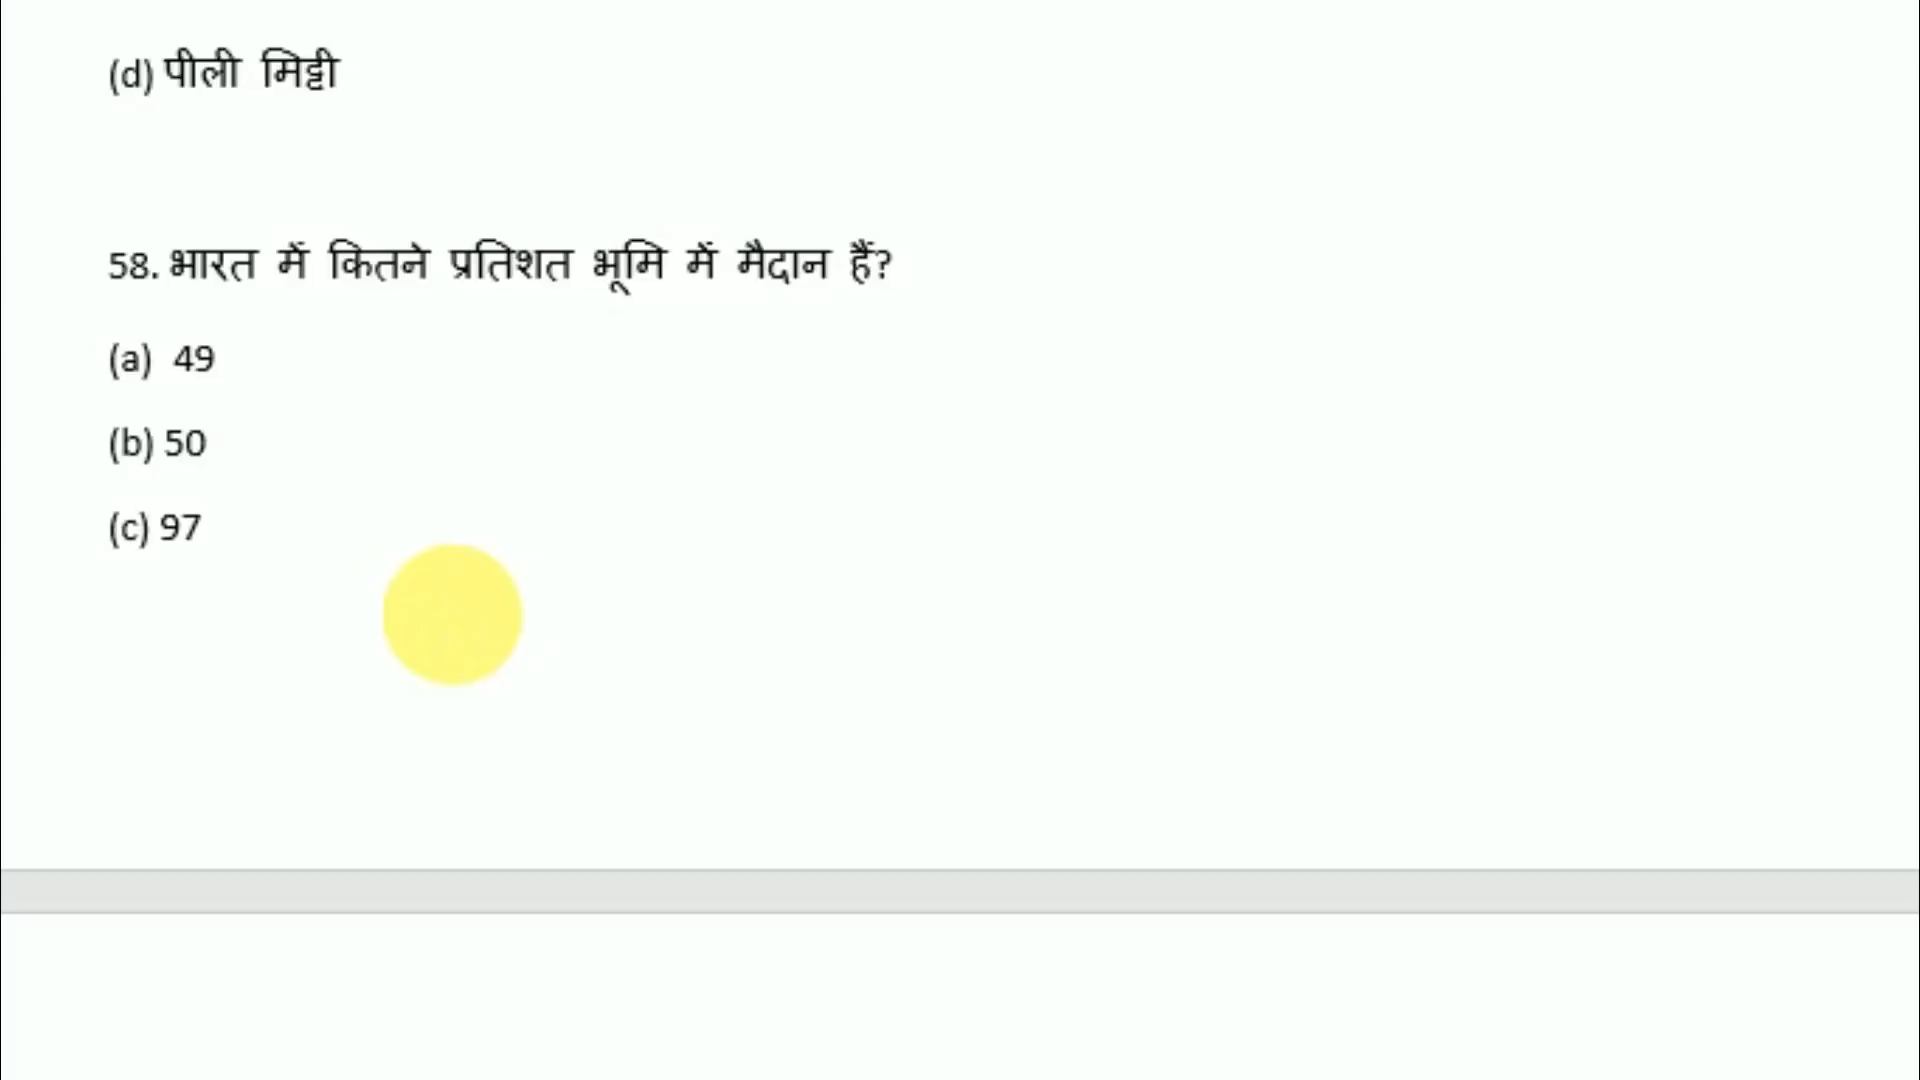 (d) पीली मिट्टी
58. भारत में कितने प्रतिशत भूमि में मैदान हैं?
(a) 49
(b) 50
(c) 97